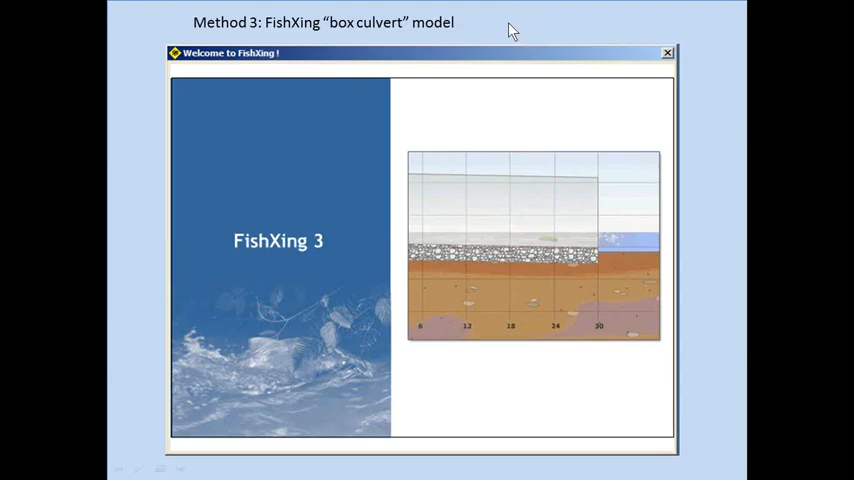 Method 3: FishXing “box culvert” model
Welcome to FishXing !
FishXing 3
6 12 18 24 30